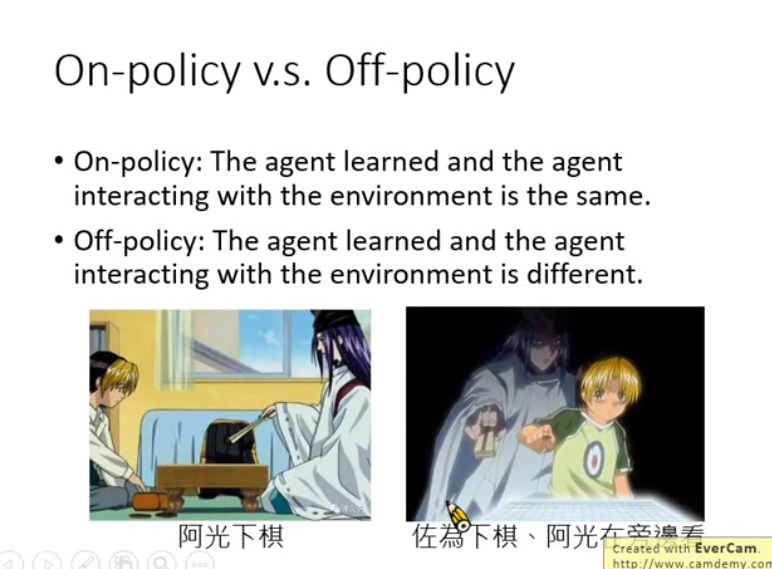 On-policy v.s. Off-policy
• On-policy: The agent learned and the agent
interacting with the environment is the same.
• Off-policy: The agent learned and the agent
interacting with the environment is different.
阿光下棋
佐為下棋、阿光在旁邊看
Created with EverCam.
http://www.camdemy.com